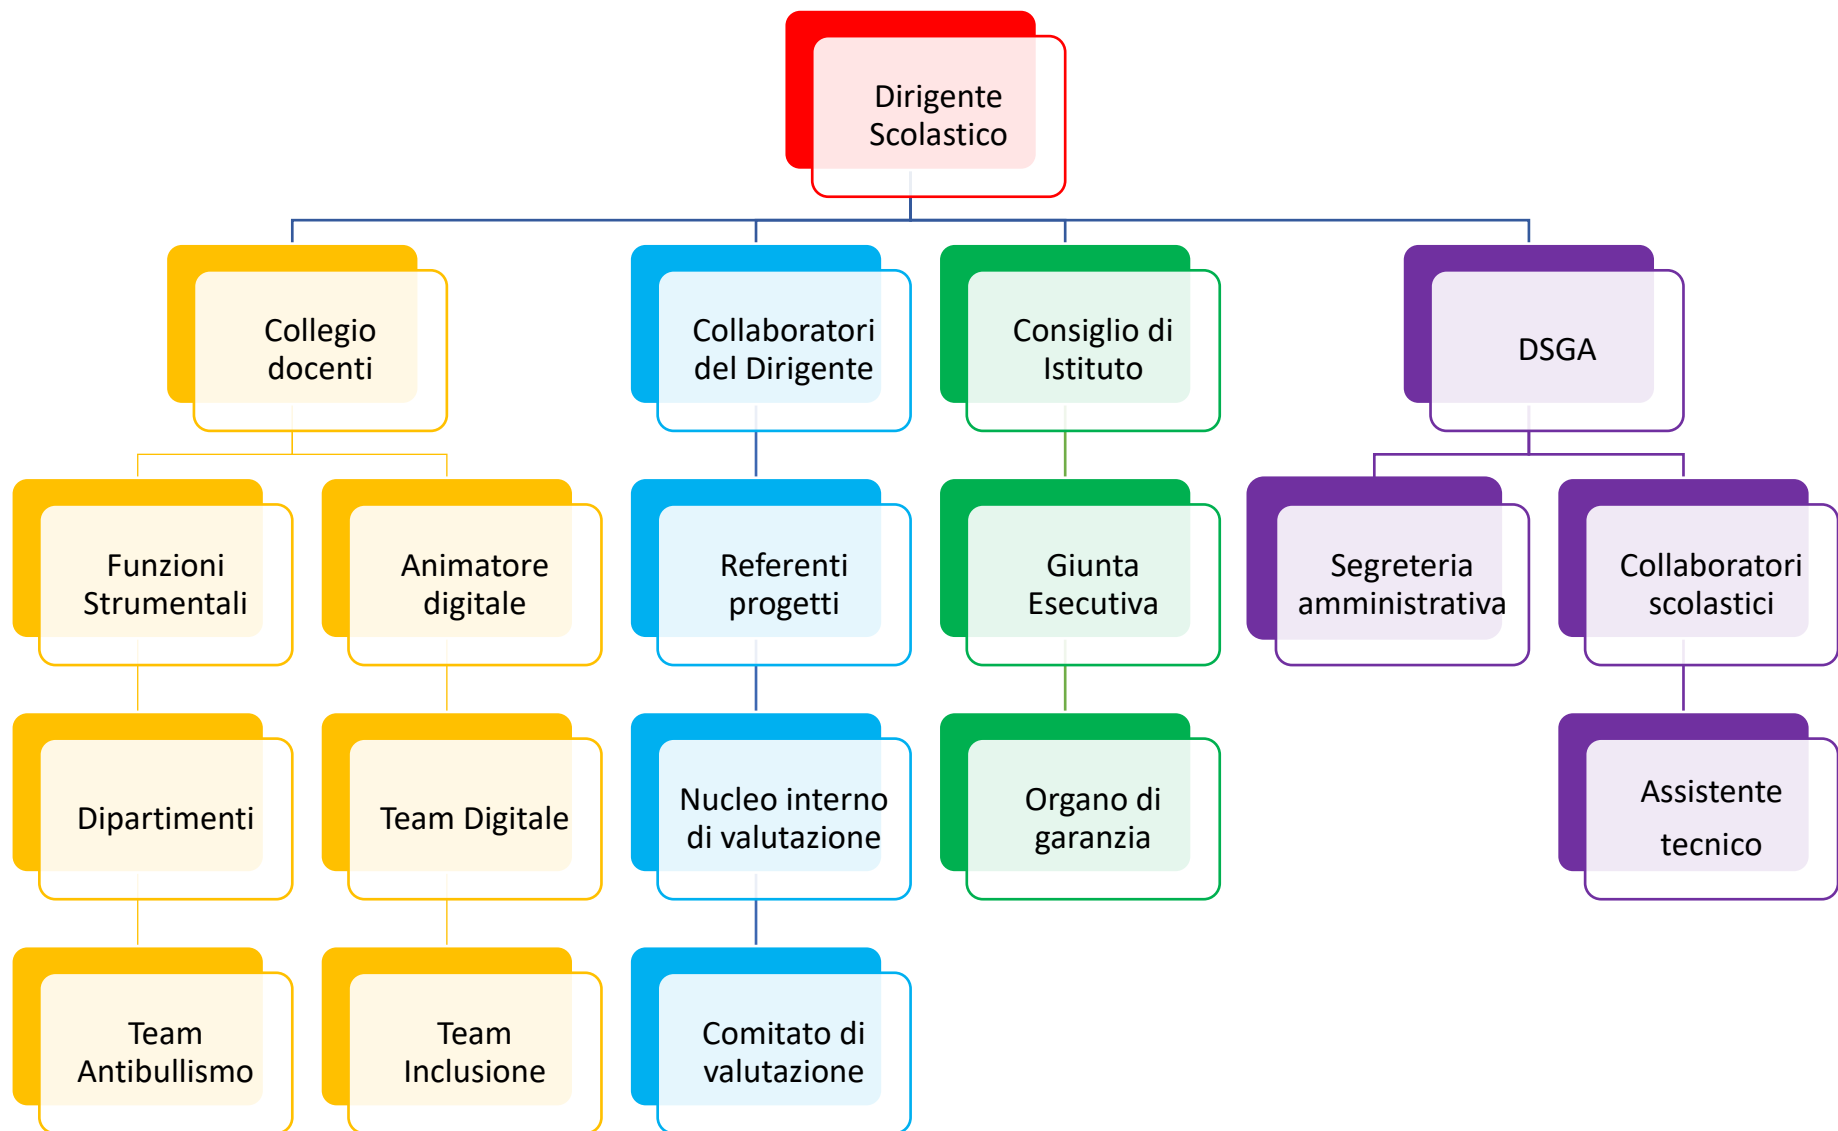 Dirigente
Scolastico
Collegio
docenti
Collaboratori
del Dirigente
Consiglio di
Istituto
DSGA
Funzioni
Strumentali
Animatore
digitale
Referenti
progetti
Giunta
Esecutiva
Segreteria
amministrativa
Collaboratori
scolastici
Dipartimenti
Team Digitale
Nucleo interno
di valutazione
Organo di
garanzia
Assistente
tecnico
Team
Antibullismo
Team
Inclusione
Comitato di
valutazione